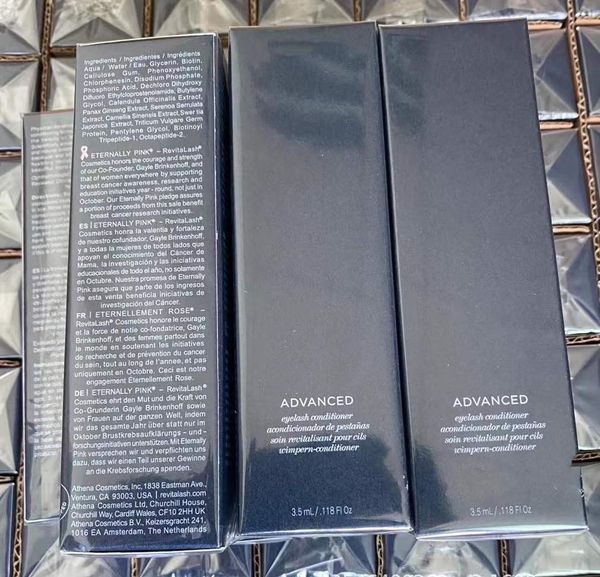 Ingredients / Ingredientes / Ingrédients
Aqua / Water / Eau, Glycerin, Biotin,
Cellulose Gum, Phenoxyethanol,
Chlorphenesin, Disodium Phosphate,
Phosphoric Acid, Dechloro Dihydroxy
Difluoro Ethylcloprostenolamide, Butylene
Glycol, Calendula Officinalis Extract,
Panax Ginseng Extract, Serenoa Serrulata
Extract, Camellia Sinensis Extract, Swer tia
Japonica Extract, Triticum Vulgare Germ
Protein, Pentylene Glycol, Biotinoyl
Tripeptide-1, Octapeptide-2.
ETERNALLY PINK® – RevitaLash®
Cosmetics honors the courage and strength
of our Co-Founder, Gayle Brinkenhoff, and
that of women everywhere by supporting
breast cancer awareness, research and
education initiatives year - round, not just in
October. Our Eternally Pink pledge assures
a portion of proceeds from this sale benefit
breast cancer research initiatives.
ES | ETERNALLY PINK® – RevitaLash®
Cosmetics honra la valentia y fortaleza
de nuestro cofundador, Gayle Brinkenhoff,
y a todas la mujeres de todos lados que
apoyan el conocimiento del Cáncer de
Mama, la investigación y las iniciativas
educacionales de todo el año, no solamente
en Octubre. Nuestra promesa de Eternally
Pink asegura que parte de los ingresos
de esta venta beneficia iniciativas de
investigación del Cáncer.
FR | ETERNELLEMENT ROSE® –
RevitaLash® Cosmetics honore le courage
et la force de notie co-fondatrice, Gayle
Brinkenhoff, et des femmes partout dans
le monde en soutenant les initiatives
de recherche et de prévention du cancer
du sein, tout au long de l'annee, et pas
uniquement en Octobre. Ceci est notre
engagement Etemellement Rose.
DE | ETERNALLY PINK® – RevitaLash®
Cosmetics ehrt den Mut und die Kraft von
Co-Grunderin Gayle Brinkenhoff sowie
von Frauen auf der ganzen Welt, indem
wir das gesamte Jahr über statt nur im
Oktober Brustkrebsaufklärungs – und
–forschungsinitiativen unterstützen. Mit Eternally
Pink versprechen wir und verpflichten uns
dazu, dass wir einen Teil unserer Gewinne
an die Krebsforschung spenden.
Athena Cosmetics, Inc, 1838 Eastman Ave.,
Ventura, CA 93003, USA | revitalash.com
Athena Cosmetics Ltd, Churchill House,
Churchill Way, Cardiff Wales, CF10 2HH UK
Athena Cosmetics B.V., Keizersgracht 241,
1016 EA Amsterdam, The Netherlands
ADVANCED
eyelash conditioner
acondicionador de pestañas
soin revitalisant pour cils
wimpern-conditioner
3.5 mL / .118 Fl Oz
ADVANCED
eyelash conditioner
acondicionador de pestañas
soin revitalisant pour cils
wimpern-conditioner
3.5 mL / .118 Fl Oz